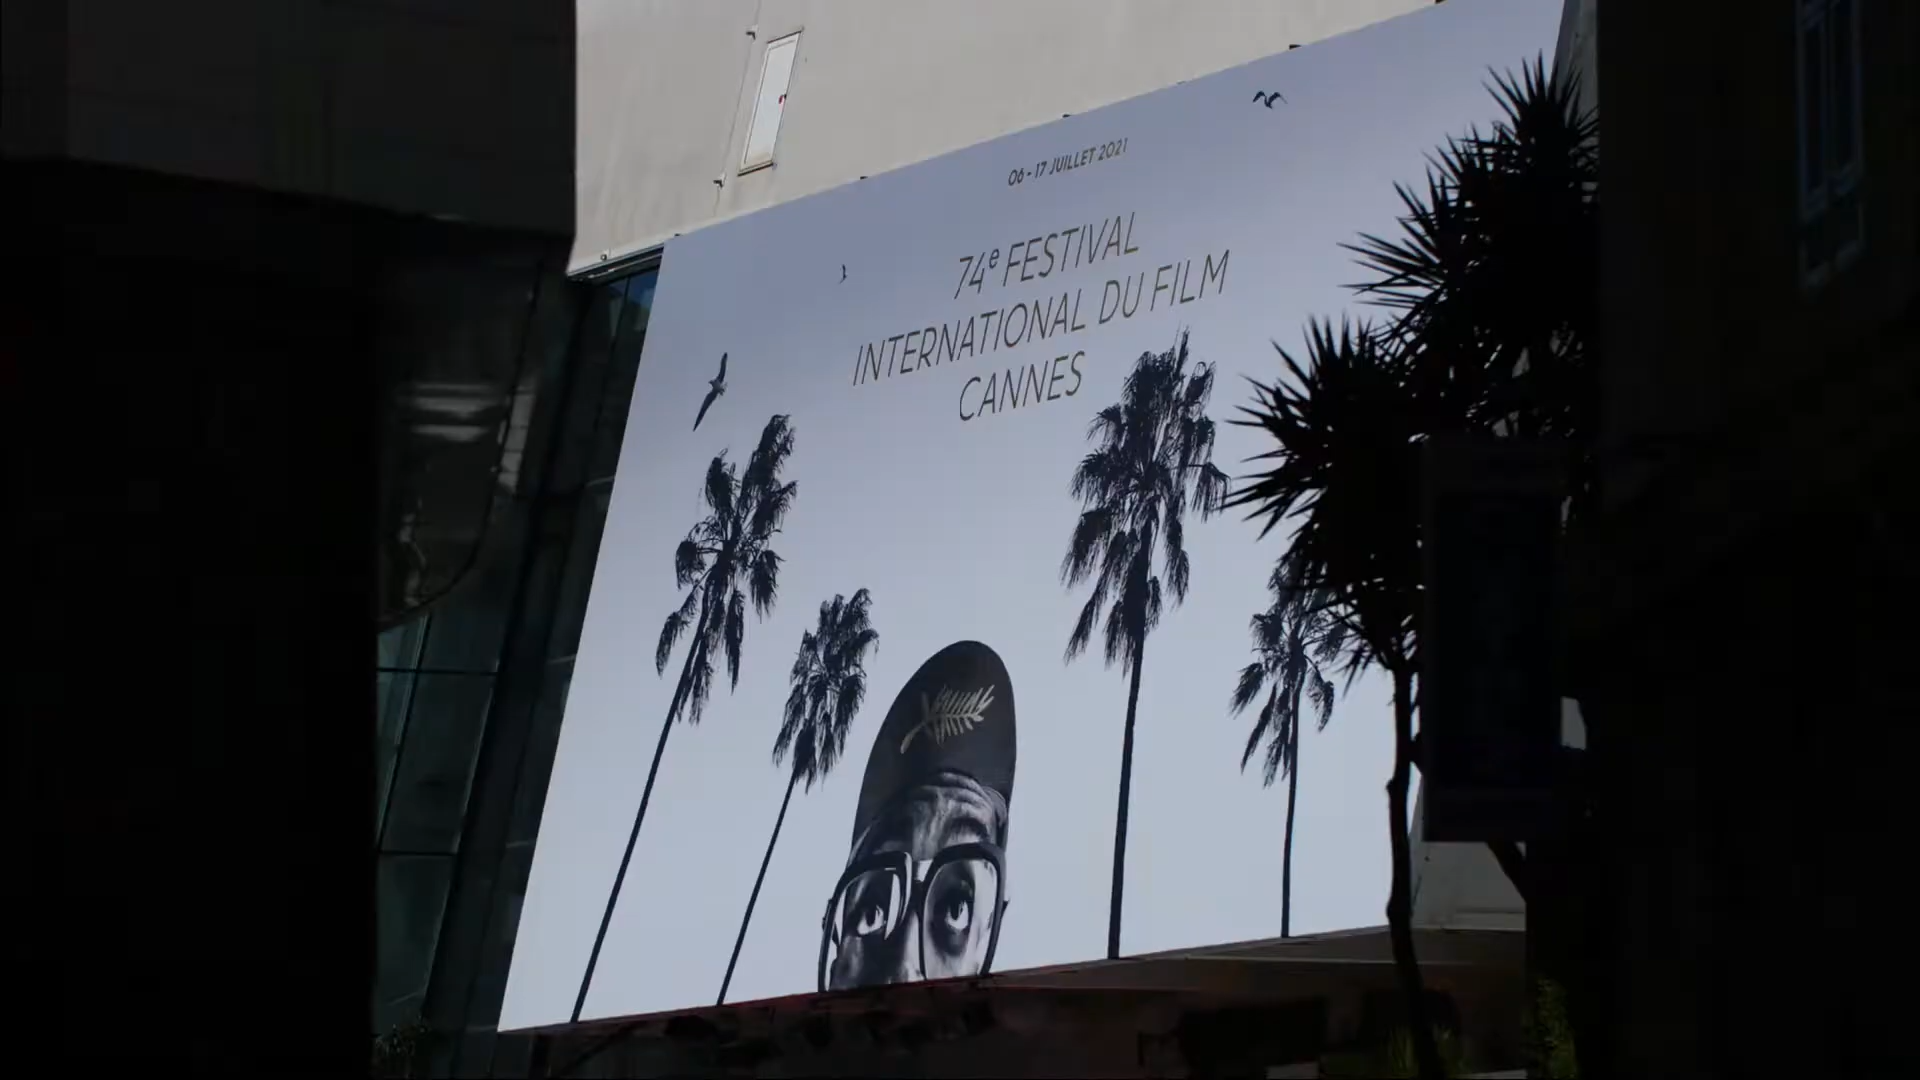 06 - 17 JUILLET 2021
74e FESTIVAL
INTERNATIONAL DU FILM
CANNES